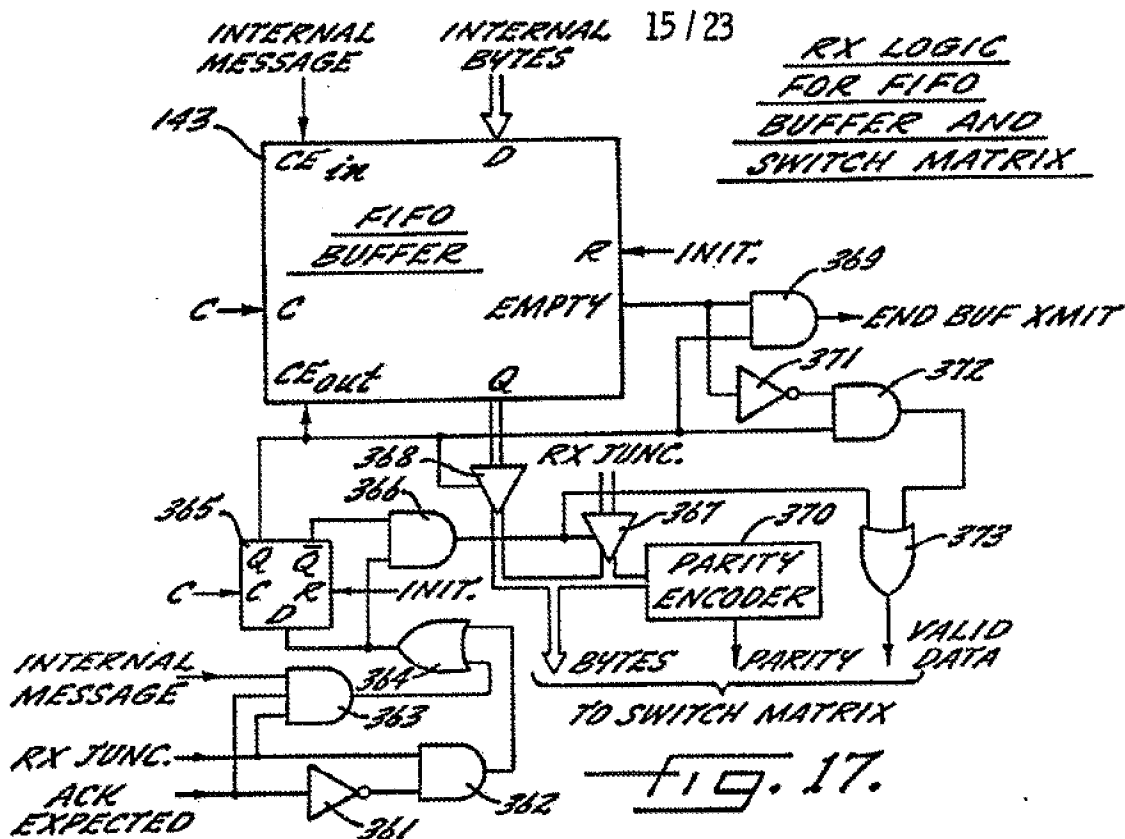 15/23
INTERNAL
MESSAGE
INTERNAL
BYTES
RX LOGIC
FOR FIFO
BUFFER AND
SWITCH MATRIX
143
CE in
D
FIFO
BUFFER
R
INIT.
C
C
EMPTY
369
END BUF XMIT
CE out
Q
371
372
368
RX JUNC.
366
367
370
365
373
Q
Q̅
C
C
R
INIT.
D
PARITY
ENCODER
INTERNAL
MESSAGE
364
363
BYTES
PARITY
VALID
DATA
TO SWITCH MATRIX
RX JUNC.
ACK
EXPECTED
361
362
Fig. 17.